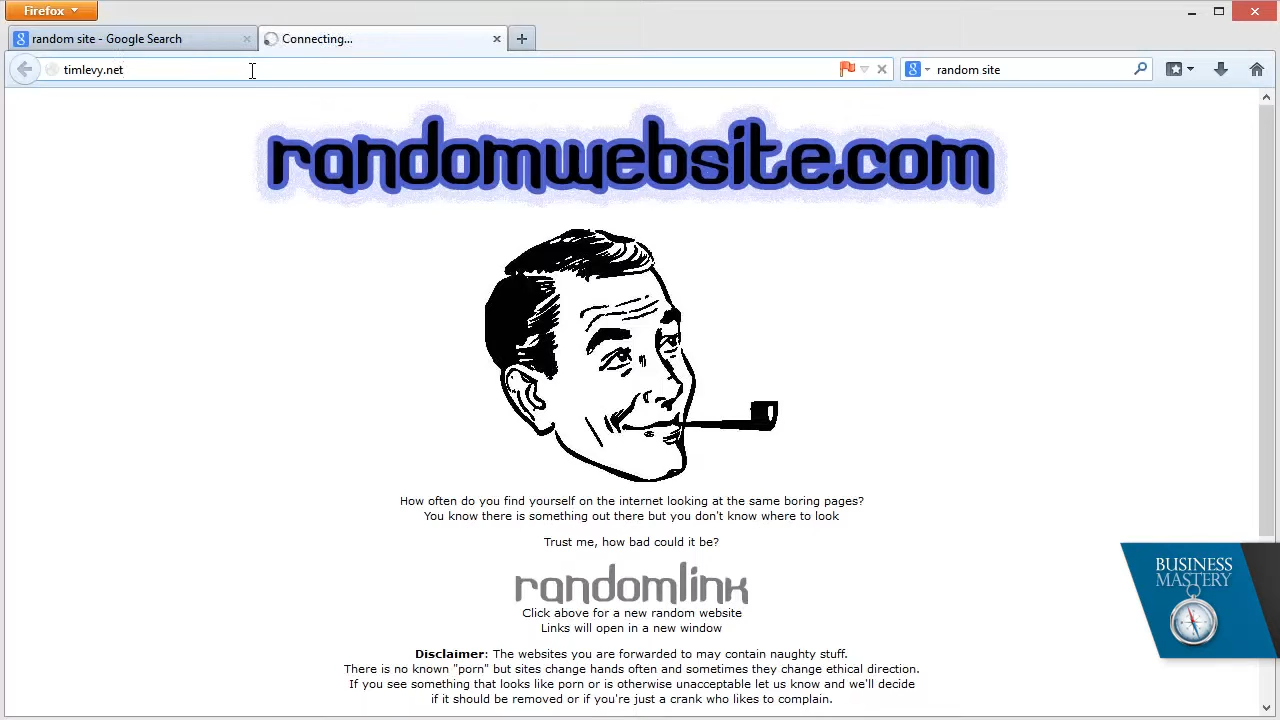 Firefox
random site - Google Search
Connecting...
timlevy.net
random site
randomwebsite.com
How often do you find yourself on the internet looking at the same boring pages?
You know there is something out there but you don't know where to look
Trust me, how bad could it be?
randomlink
Click above for a new random website
Links will open in a new window
Disclaimer: The websites you are forwarded to may contain naughty stuff.
There is no known "porn" but sites change hands often and sometimes they change ethical direction.
If you see something that looks like porn or is otherwise unacceptable let us know and we'll decide
if it should be removed or if you're just a crank who likes to complain.
BUSINESS
MASTERY